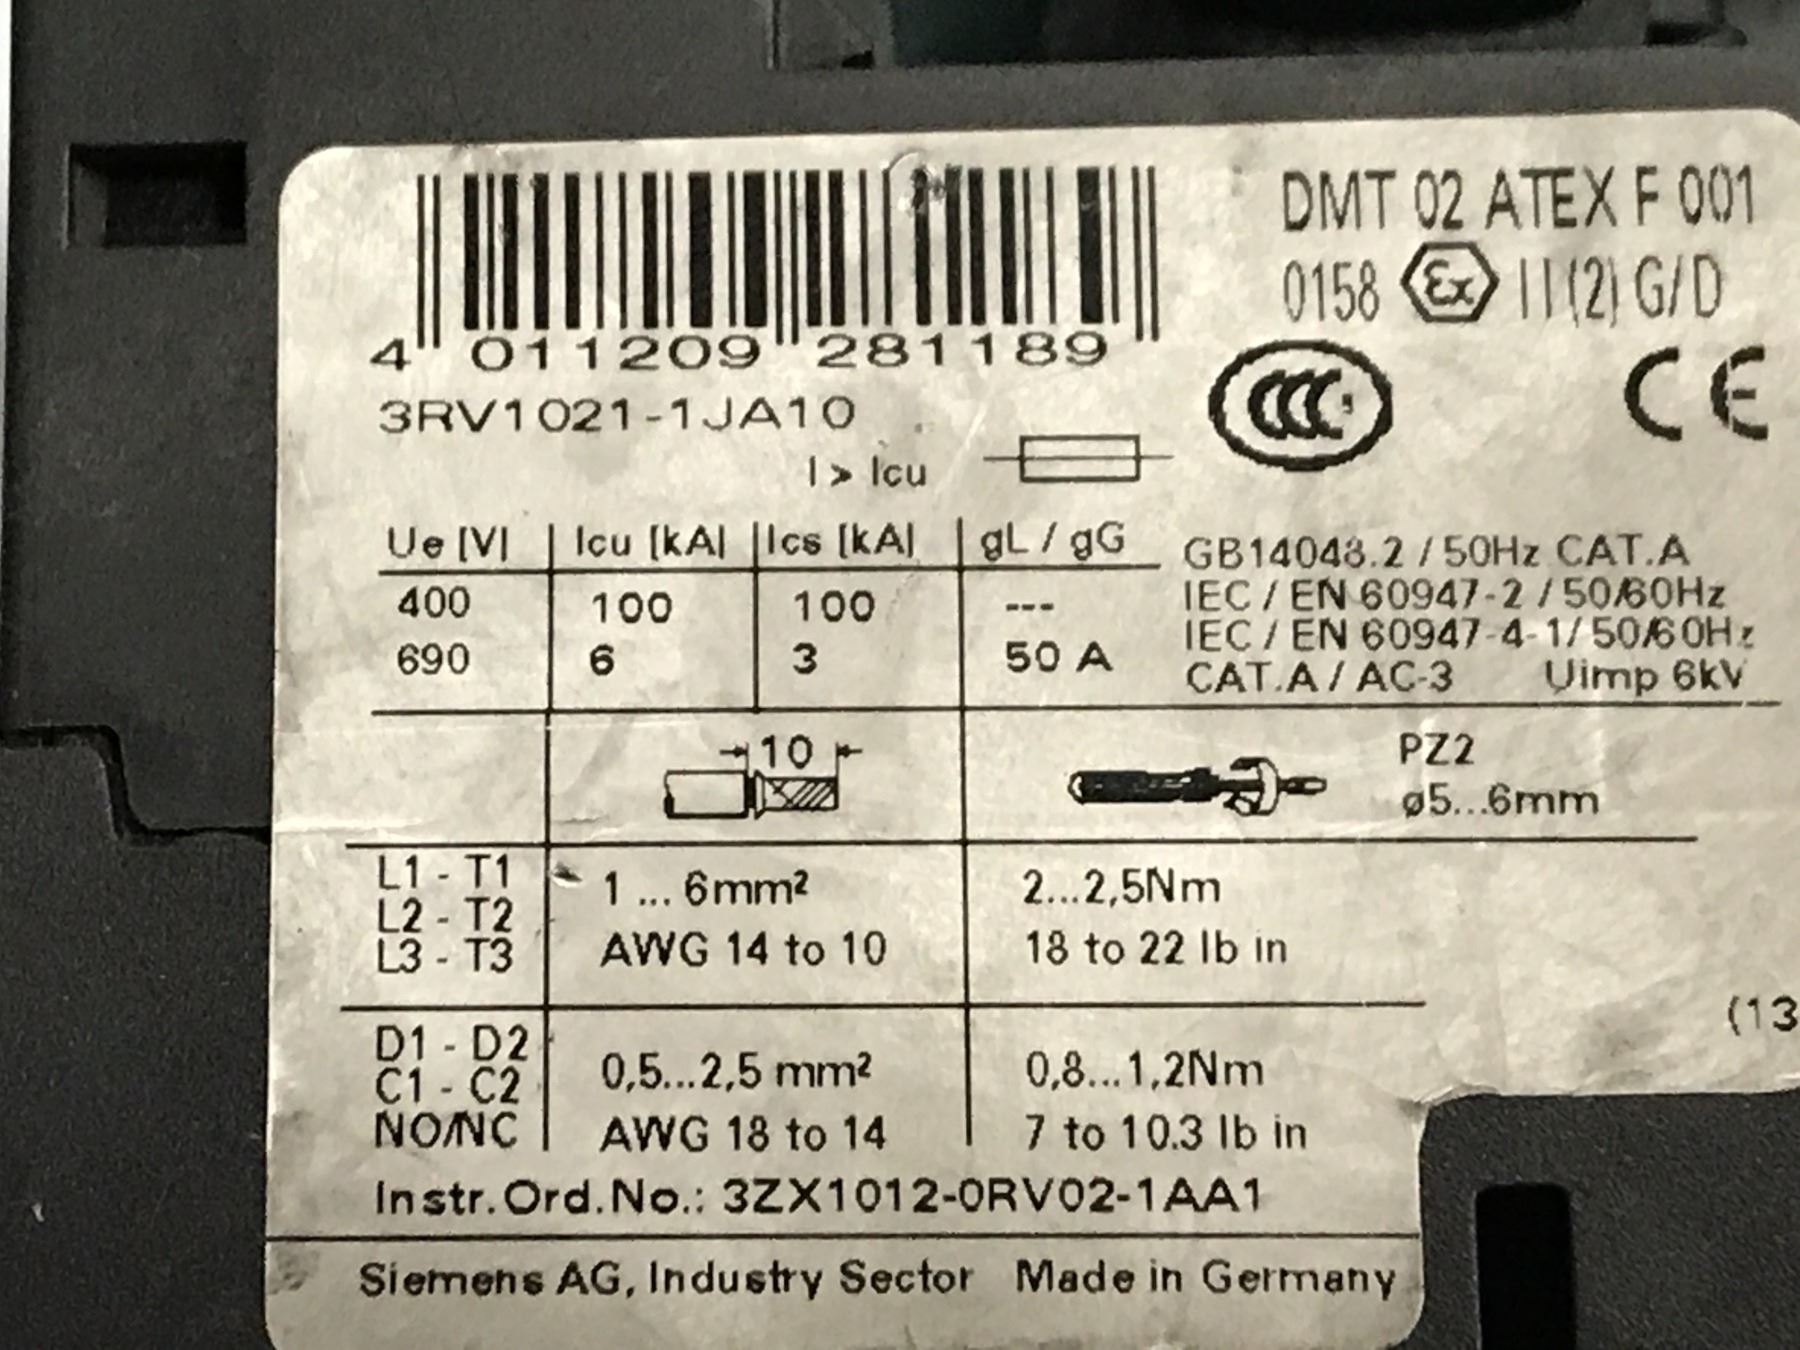 4 011209 281189
DMT 02 ATEX F 001
0158 Ex II (2) G/D
3RV1021-1JA10
CCC
CE
I > Icu
Ue [V] Icu [kA] Ics [kA] gL / gG
400 100 100 ---
690 6 3 50 A
GB14048.2 / 50Hz CAT.A
IEC / EN 60947-2 / 50/60Hz
IEC / EN 60947-4-1/ 50/60Hz
CAT.A / AC-3 Uimp 6kV
10
PZ2
ø5...6mm
L1 - T1
L2 - T2
L3 - T3
1 ... 6mm²
AWG 14 to 10
2...2,5Nm
18 to 22 lb in
(13
D1 - D2
C1 - C2
NO/NC
0,5...2,5 mm²
AWG 18 to 14
0,8...1,2Nm
7 to 10.3 lb in
Instr.Ord.No.: 3ZX1012-0RV02-1AA1
Siemens AG, Industry Sector Made in Germany